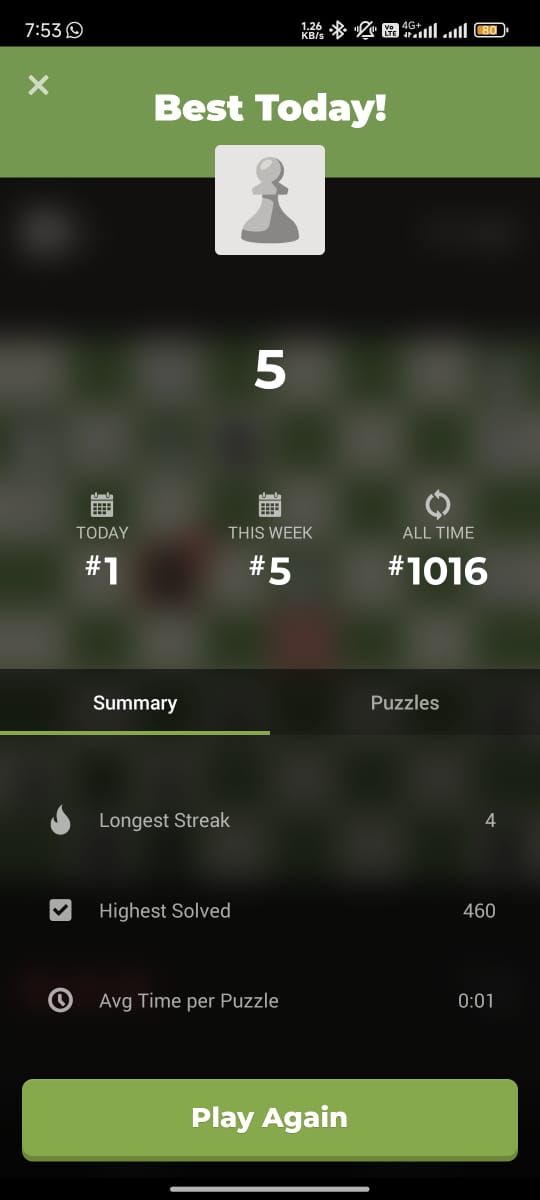 7:53
1.26
KB/s
Vo
LTE
4G+
80
Best Today!
5
TODAY
THIS WEEK
ALL TIME
#1
#5
#1016
Summary
Puzzles
Longest Streak
4
Highest Solved
460
Avg Time per Puzzle
0:01
Play Again